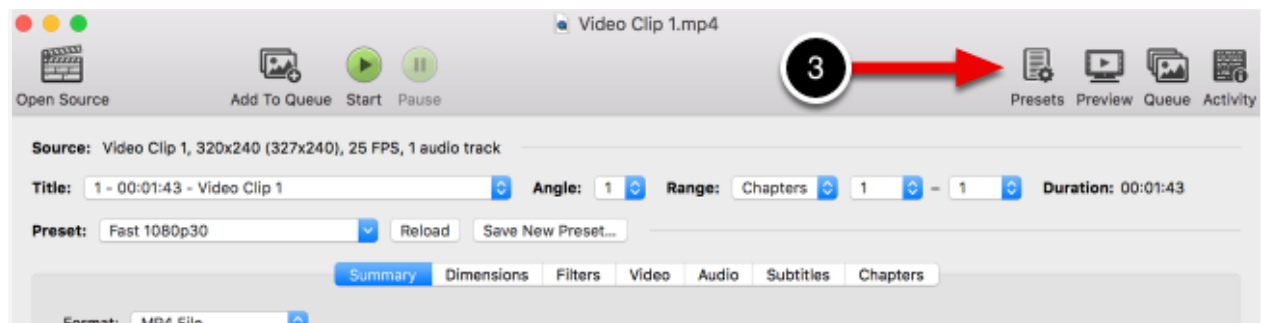 Video Clip 1.mp4
3
Open Source Add To Queue Start Pause Presets Preview Queue Activity
Source: Video Clip 1, 320x240 (327x240), 25 FPS, 1 audio track
Title: 1 - 00:01:43 - Video Clip 1 Angle: 1 Range: Chapters 1 – 1 Duration: 00:01:43
Preset: Fast 1080p30 Reload Save New Preset...
Summary Dimensions Filters Video Audio Subtitles Chapters
Format: MP4 File